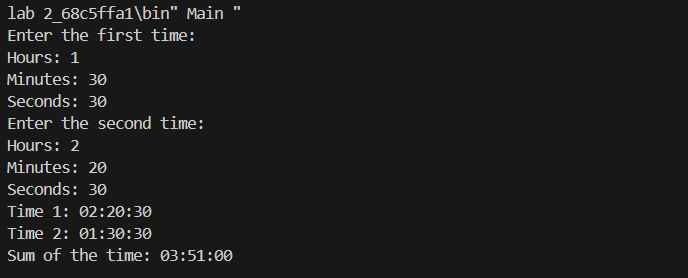 lab 2_68c5ffa1\bin" Main "
Enter the first time:
Hours: 1
Minutes: 30
Seconds: 30
Enter the second time:
Hours: 2
Minutes: 20
Seconds: 30
Time 1: 02:20:30
Time 2: 01:30:30
Sum of the time: 03:51:00